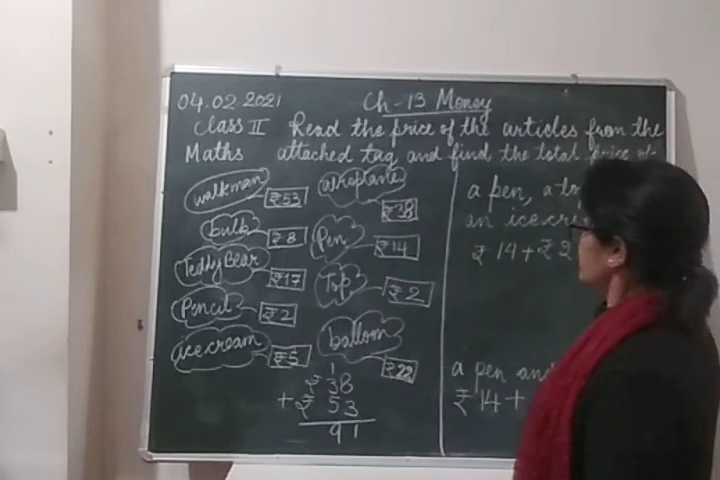 04.02.2021
Ch-13 Money
Class II
Maths
Read the price of the articles from the
attached tag and find the total price of
walkman ₹53
aeroplane ₹38
bulb ₹8
Pen ₹14
Teddy Bear ₹17
Top ₹2
Pencil ₹2
balloom ₹22
ice cream ₹5
1
₹ 38
+ ₹ 53
91
a pen, a to
an ice cre
₹ 14 + ₹ 2
a pen an
₹ 14 +